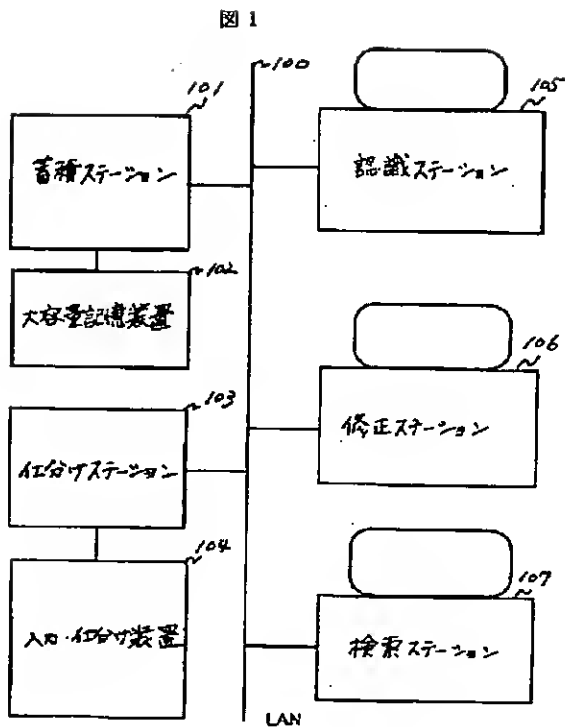 図 1
100
101
蓄積ステーション
102
大容量記憶装置
103
仕分けステーション
104
入力・仕分け装置
105
認識ステーション
106
修正ステーション
107
検索ステーション
LAN